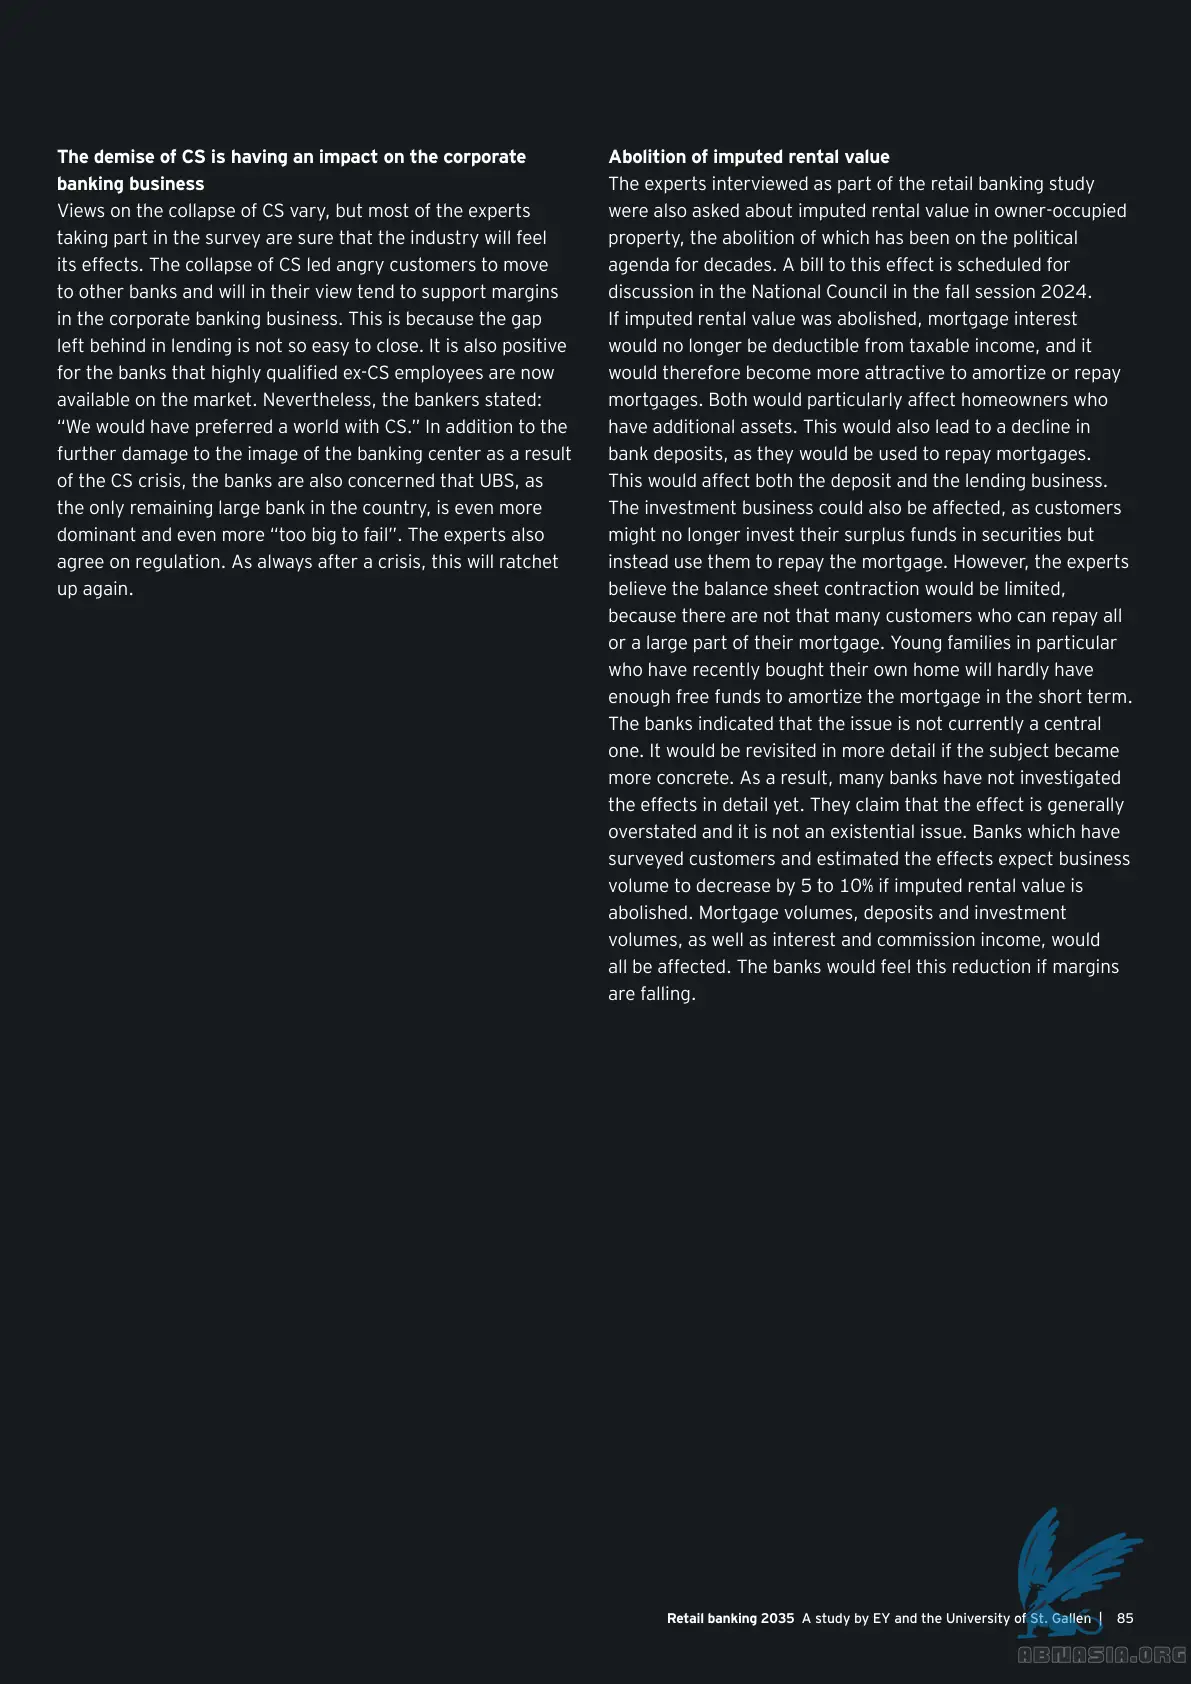 The demise of CS is having an impact on the corporate
banking business
Views on the collapse of CS vary, but most of the experts
taking part in the survey are sure that the industry will feel
its effects. The collapse of CS led angry customers to move
to other banks and will in their view tend to support margins
in the corporate banking business. This is because the gap
left behind in lending is not so easy to close. It is also positive
for the banks that highly qualified ex-CS employees are now
available on the market. Nevertheless, the bankers stated:
“We would have preferred a world with CS.” In addition to the
further damage to the image of the banking center as a result
of the CS crisis, the banks are also concerned that UBS, as
the only remaining large bank in the country, is even more
dominant and even more “too big to fail”. The experts also
agree on regulation. As always after a crisis, this will ratchet
up again.
Abolition of imputed rental value
The experts interviewed as part of the retail banking study
were also asked about imputed rental value in owner-occupied
property, the abolition of which has been on the political
agenda for decades. A bill to this effect is scheduled for
discussion in the National Council in the fall session 2024.
If imputed rental value was abolished, mortgage interest
would no longer be deductible from taxable income, and it
would therefore become more attractive to amortize or repay
mortgages. Both would particularly affect homeowners who
have additional assets. This would also lead to a decline in
bank deposits, as they would be used to repay mortgages.
This would affect both the deposit and the lending business.
The investment business could also be affected, as customers
might no longer invest their surplus funds in securities but
instead use them to repay the mortgage. However, the experts
believe the balance sheet contraction would be limited,
because there are not that many customers who can repay all
or a large part of their mortgage. Young families in particular
who have recently bought their own home will hardly have
enough free funds to amortize the mortgage in the short term.
The banks indicated that the issue is not currently a central
one. It would be revisited in more detail if the subject became
more concrete. As a result, many banks have not investigated
the effects in detail yet. They claim that the effect is generally
overstated and it is not an existential issue. Banks which have
surveyed customers and estimated the effects expect business
volume to decrease by 5 to 10% if imputed rental value is
abolished. Mortgage volumes, deposits and investment
volumes, as well as interest and commission income, would
all be affected. The banks would feel this reduction if margins
are falling.
Retail banking 2035 A study by EY and the University of St. Gallen | 85
ABNASIA.ORG